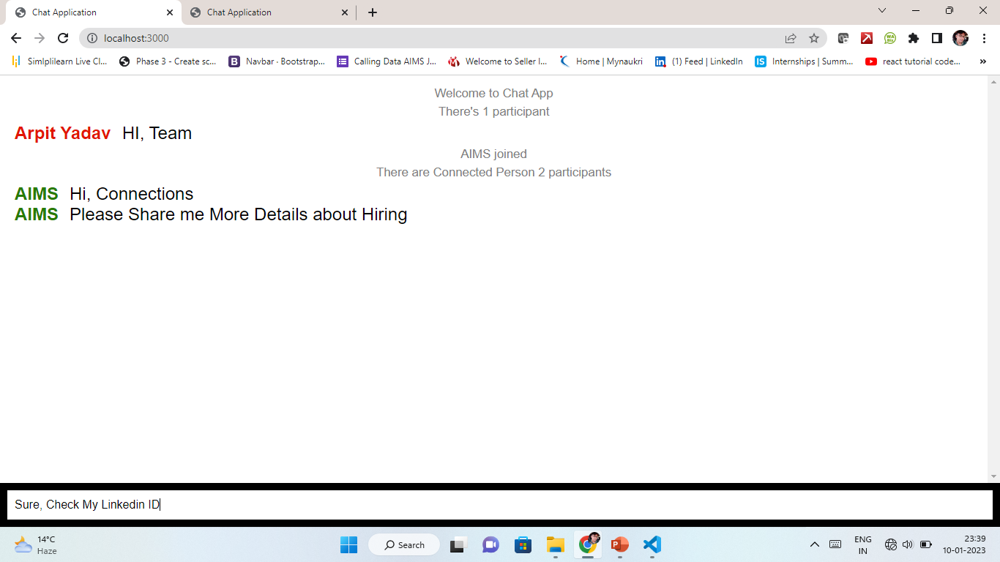 Chat Application
Chat Application
localhost:3000
Simlplilearn Live Cl... Phase 3 - Create sc... B Navbar · Bootstrap... Calling Data AIMS J... Welcome to Seller I... Home | Mynaukri in (1) Feed | LinkedIn IS Internships | Summ... react tutorial code... »
Welcome to Chat App
There's 1 participant
Arpit Yadav HI, Team
AIMS joined
There are Connected Person 2 participants
AIMS Hi, Connections
AIMS Please Share me More Details about Hiring
Sure, Check My Linkedin ID
14°C
Haze
Search
ENG
IN
23:39
10-01-2023